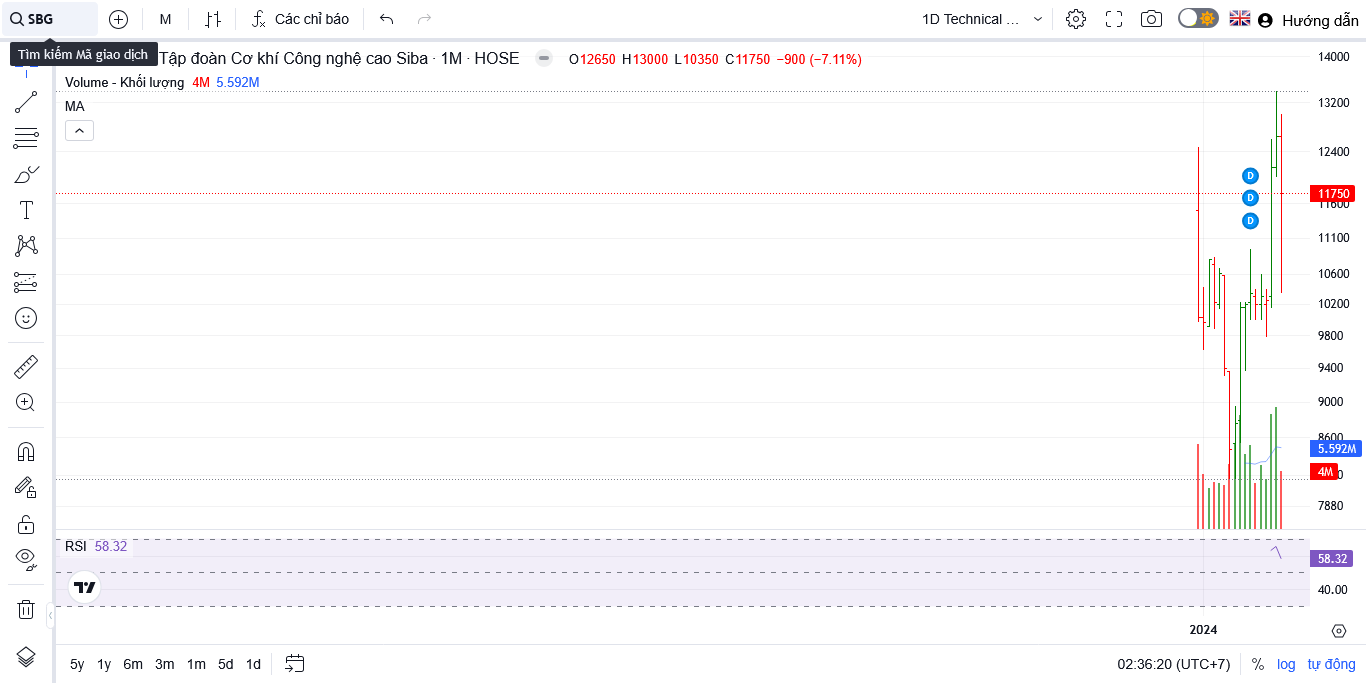 SBG
M
Các chỉ báo
1D Technical ...
Hướng dẫn
Tìm kiếm Mã giao dịch
Tập đoàn Cơ khí Công nghệ cao Siba · 1M · HOSE
O12650 H13000 L10350 C11750 −900 (−7.11%)
Volume - Khối lượng 4M 5.592M
MA
14000
13200
12400
D
D
D
11750
11600
11100
10600
10200
9800
9400
9000
8600
5.592M
4M
7880
RSI 58.32
58.32
40.00
2024
5y 1y 6m 3m 1m 5d 1d
02:36:20 (UTC+7)
% log tự động